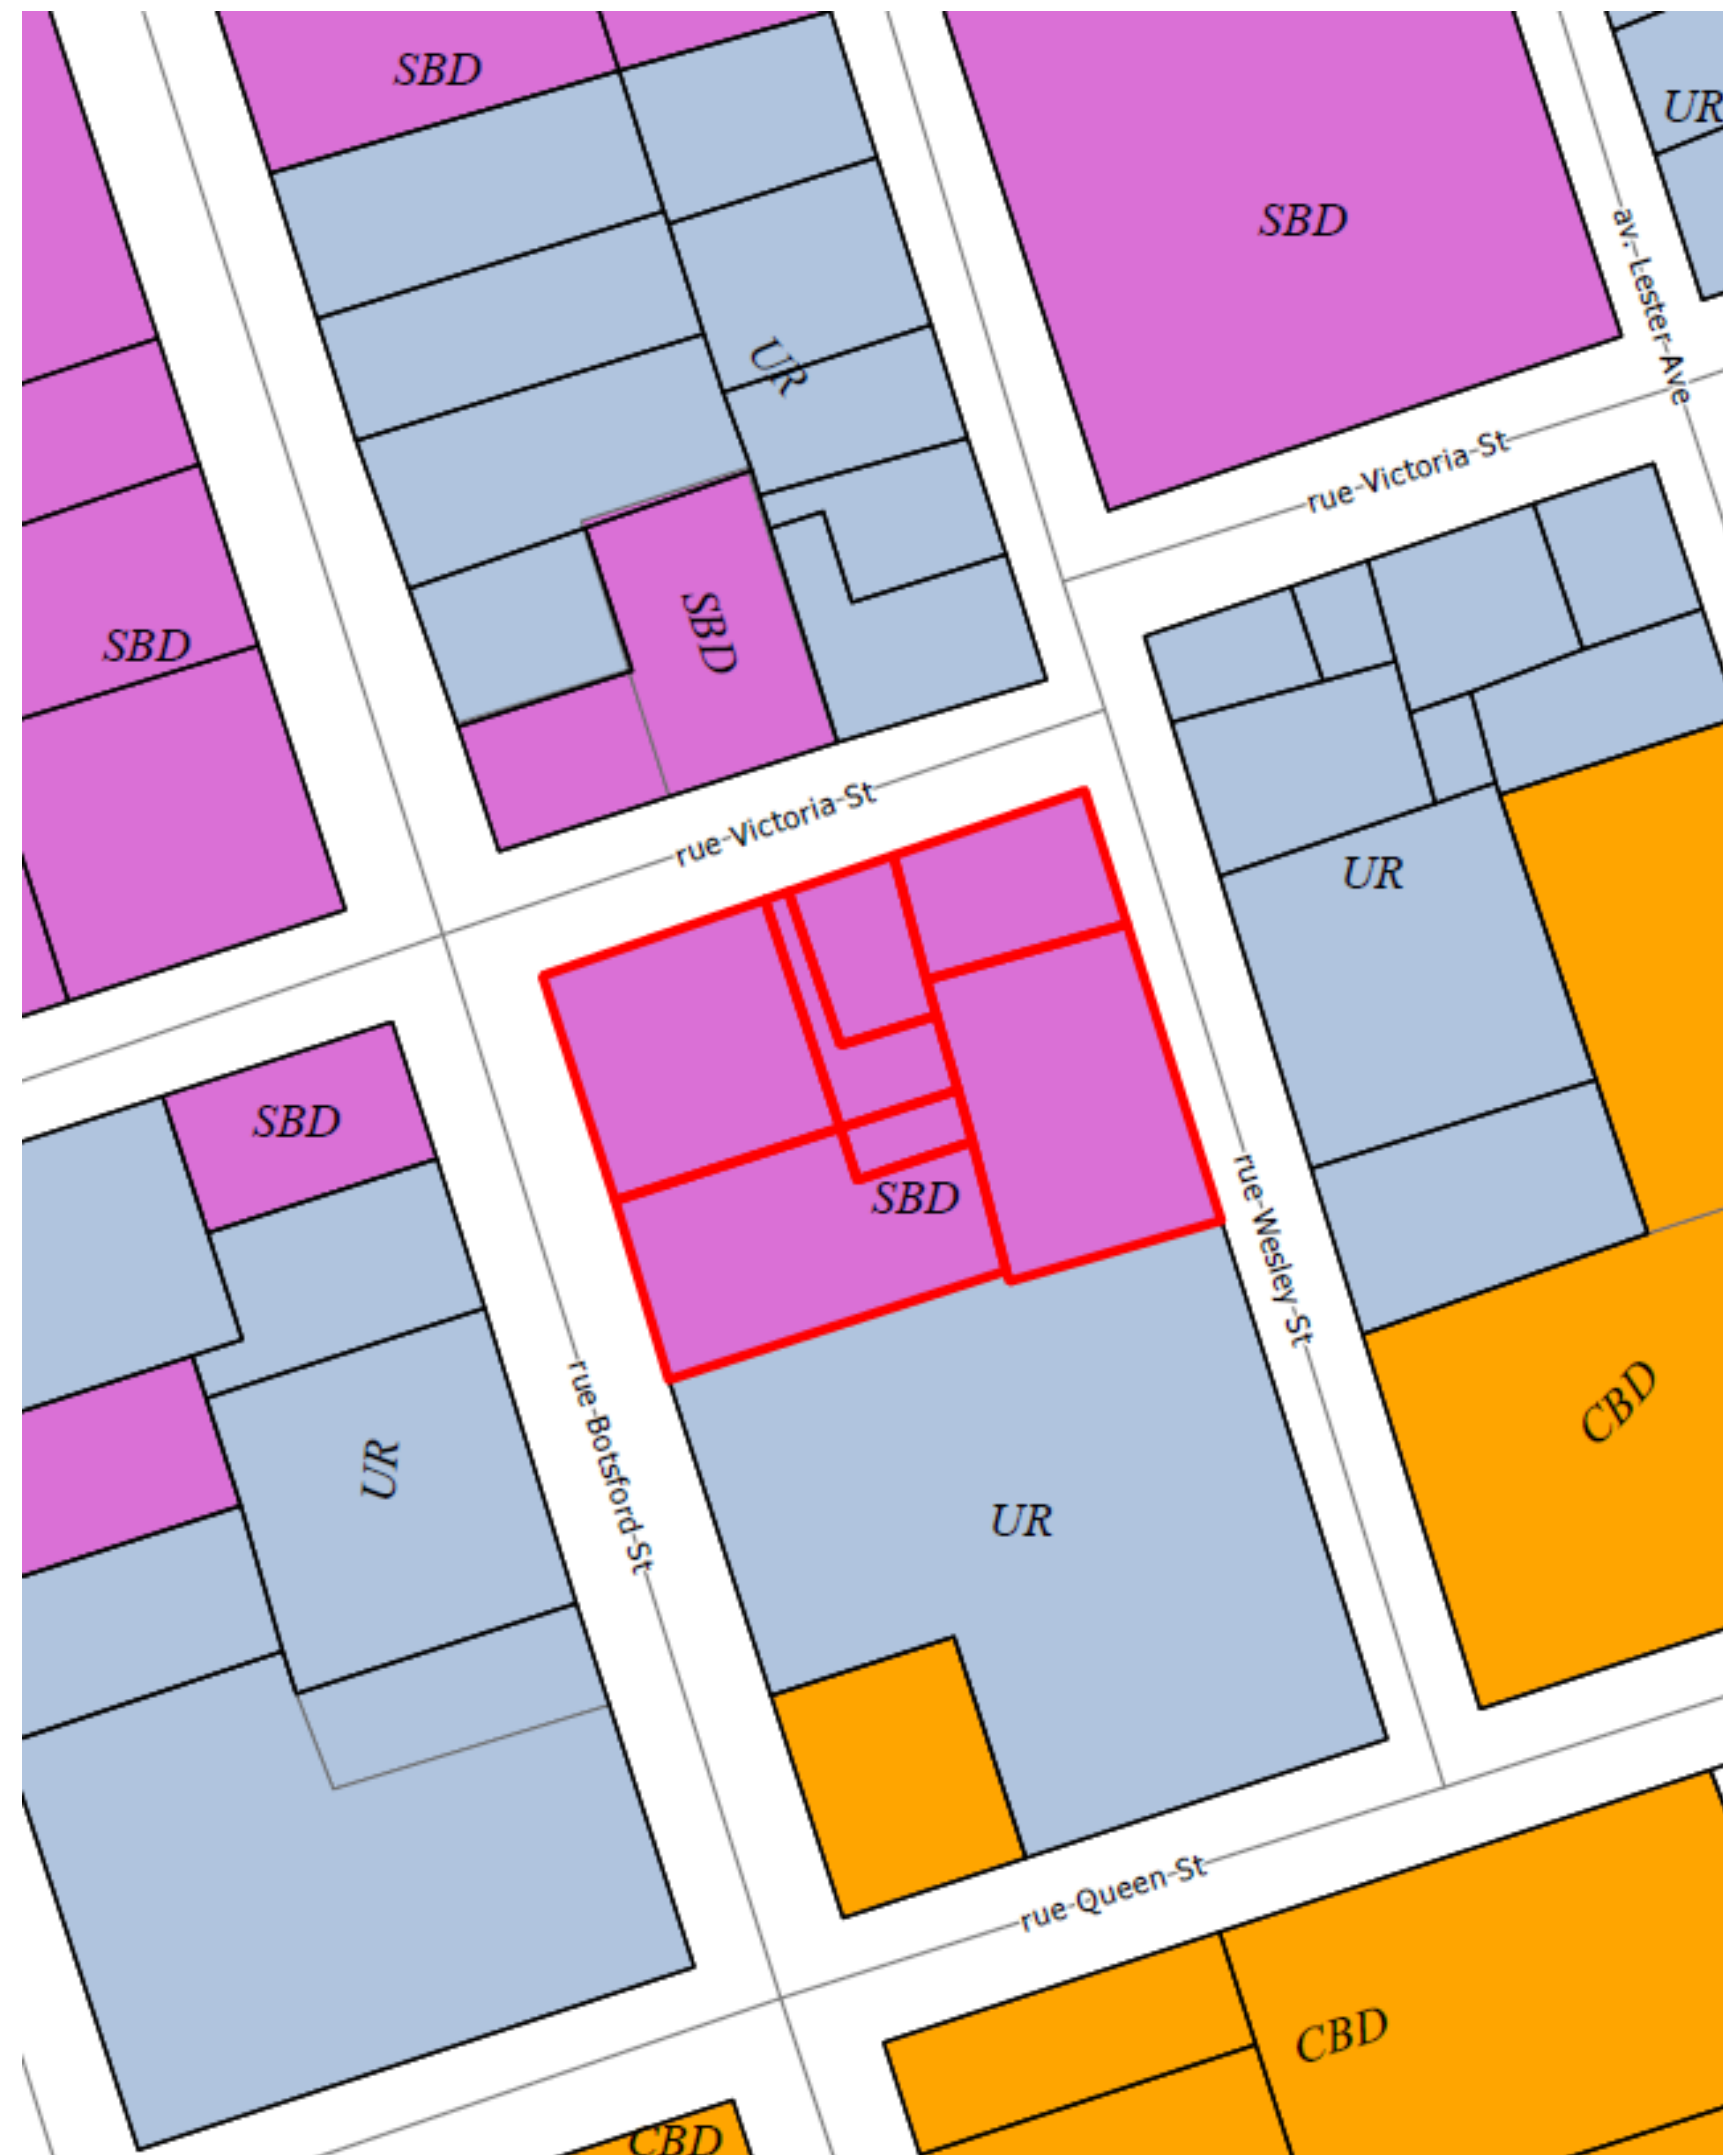 SBD
UR
SBD
av.-Lester-Ave
UR
rue-Victoria-St
SBD
SBD
rue-Victoria-St
UR
SBD
SBD
rue-Wesley-St
rue-Botsford-St
CBD
UR
UR
rue-Queen-St
CBD
CBD